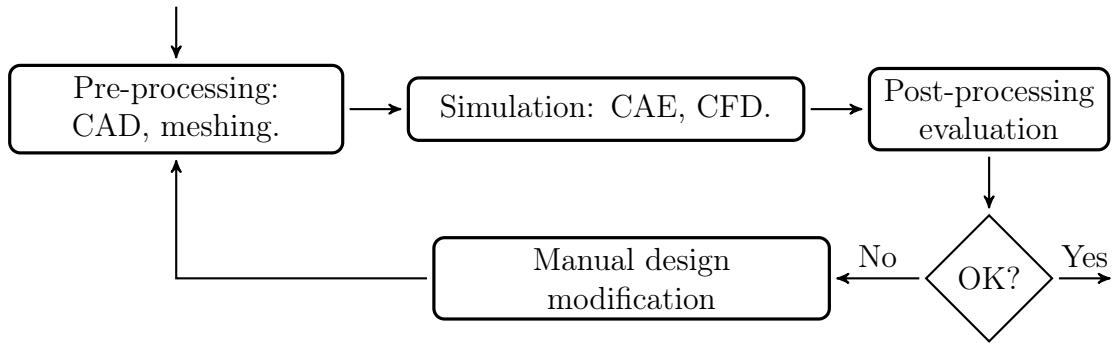 Pre-processing:
CAD, meshing.
Simulation: CAE, CFD.
Post-processing
evaluation
OK?
Yes
No
Manual design
modification